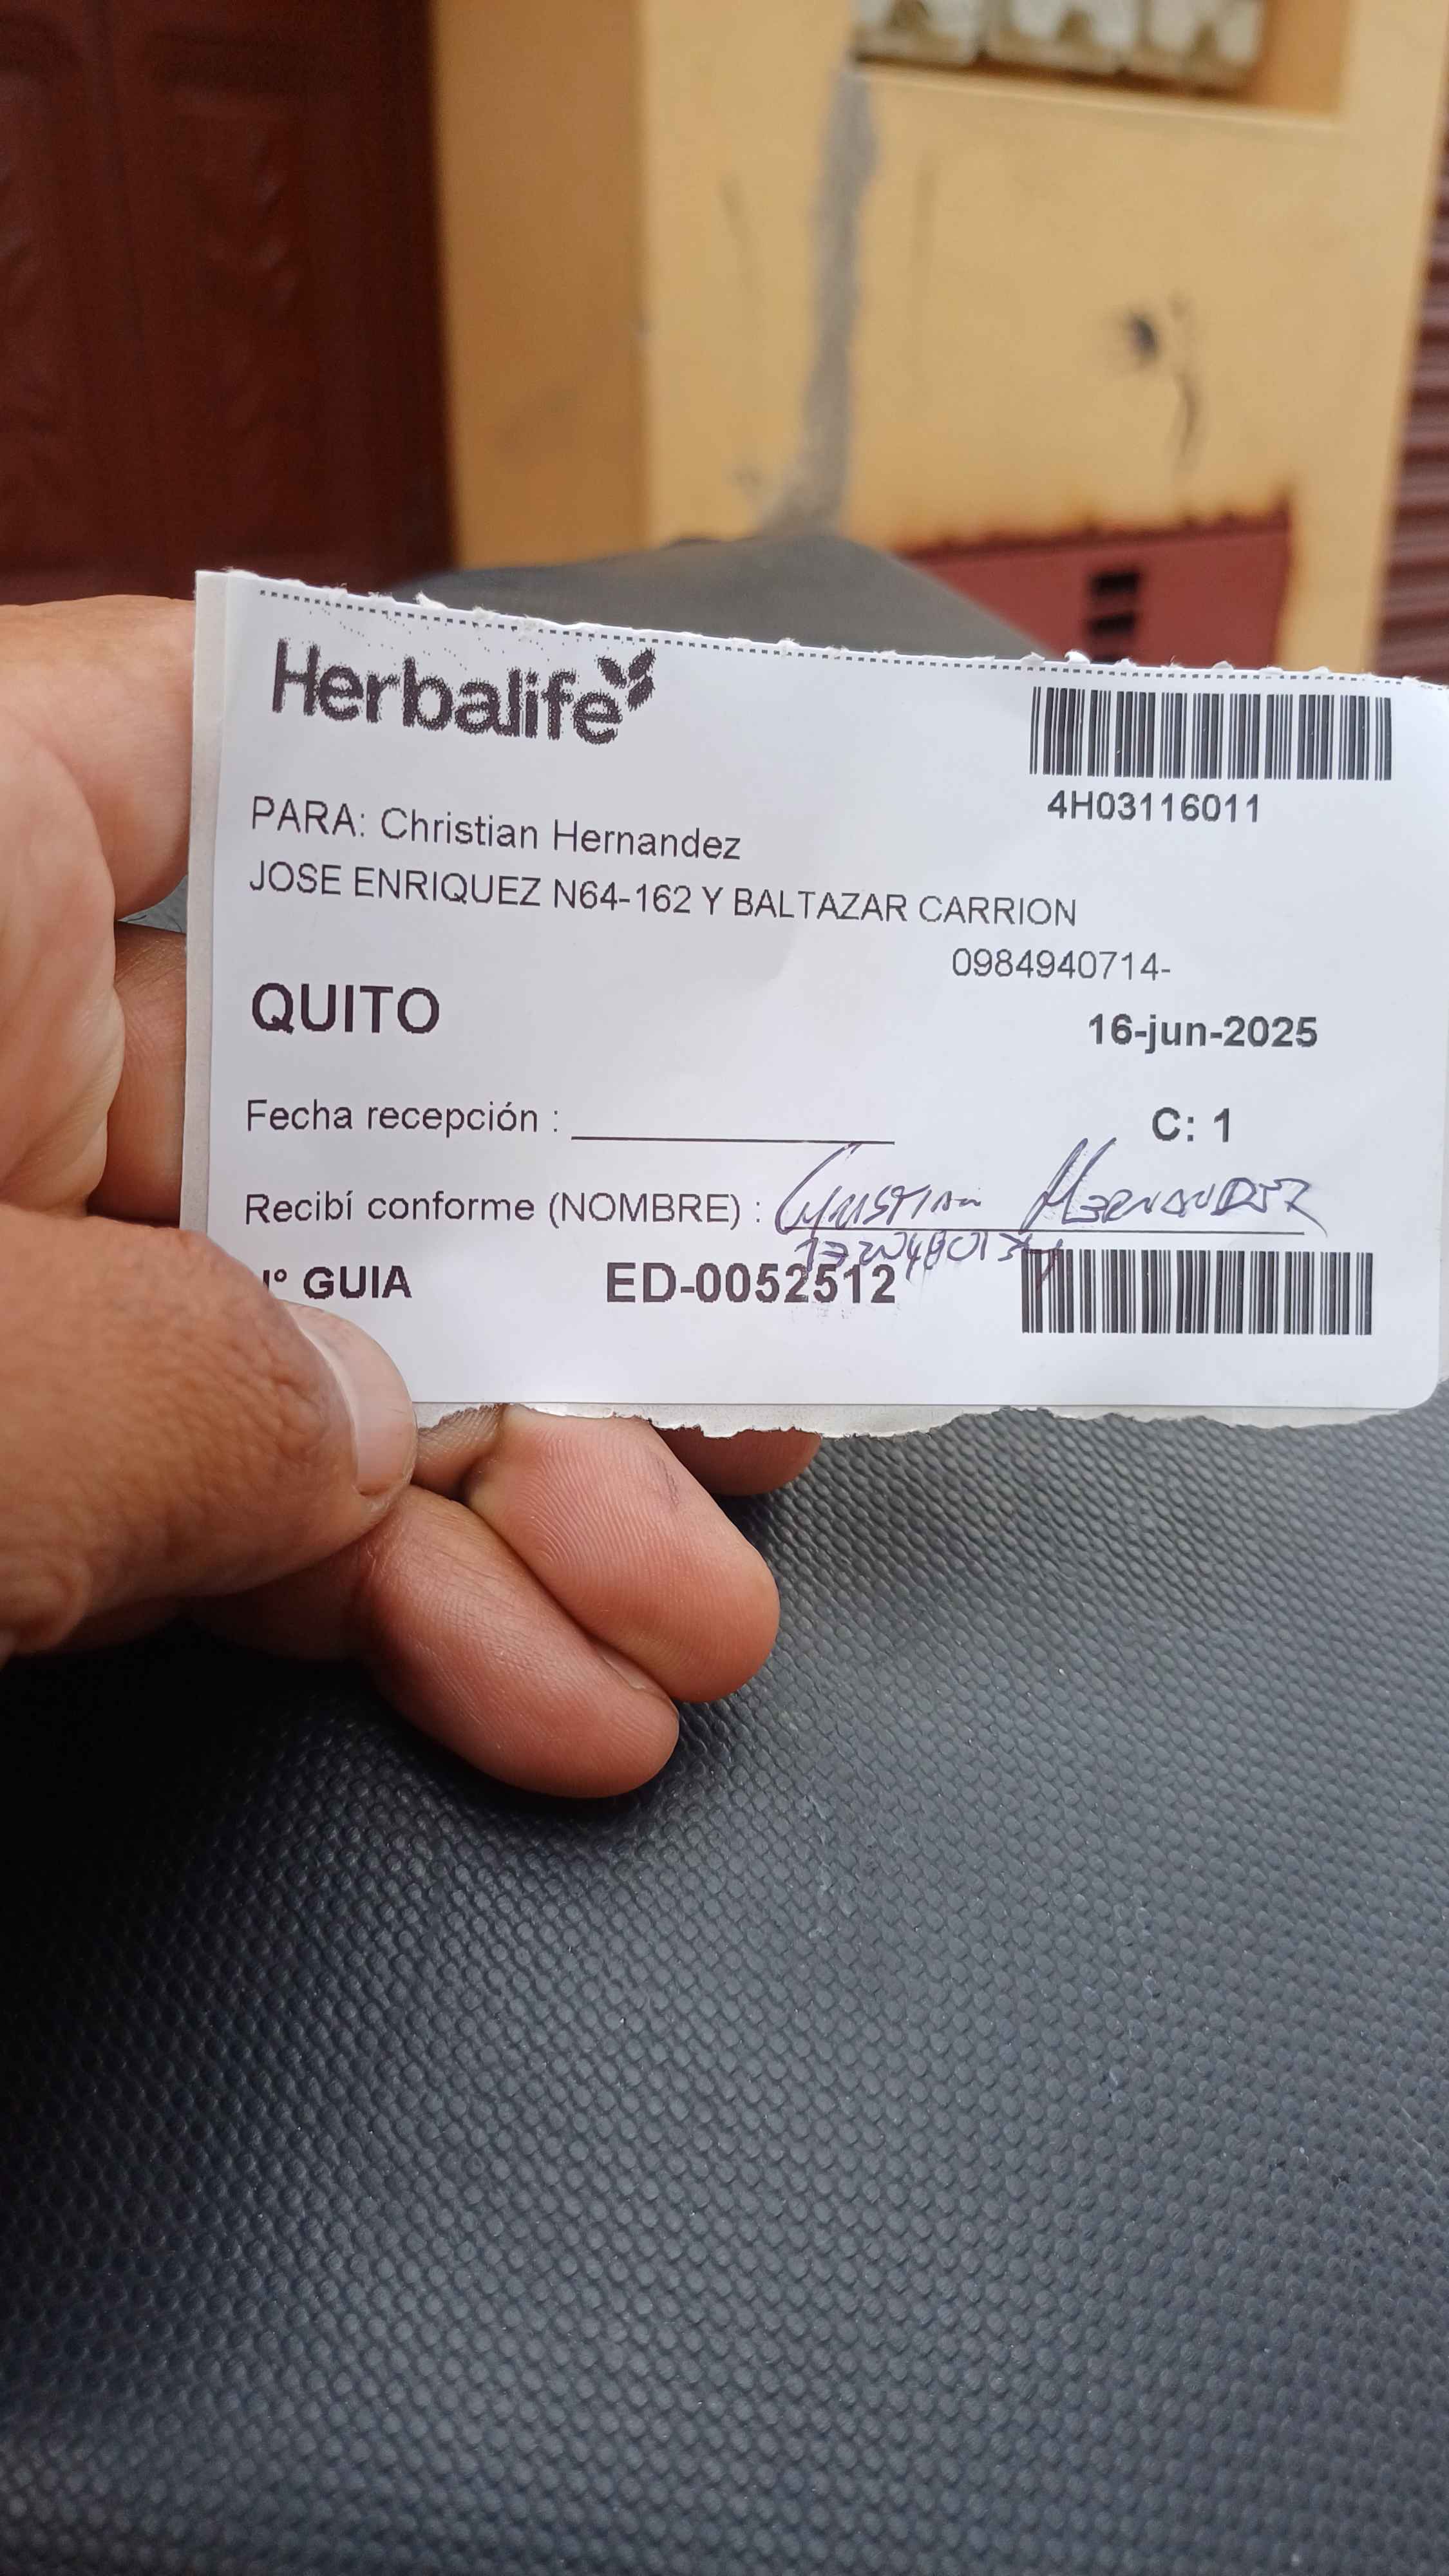 Herbalife
4H03116011
PARA: Christian Hernandez
JOSE ENRIQUEZ N64-162 Y BALTAZAR CARRION
0984940714-
QUITO
16-jun-2025
Fecha recepción :
C: 1
Recibí conforme (NOMBRE) : Christian Hernandez
N° GUIA ED-0052512